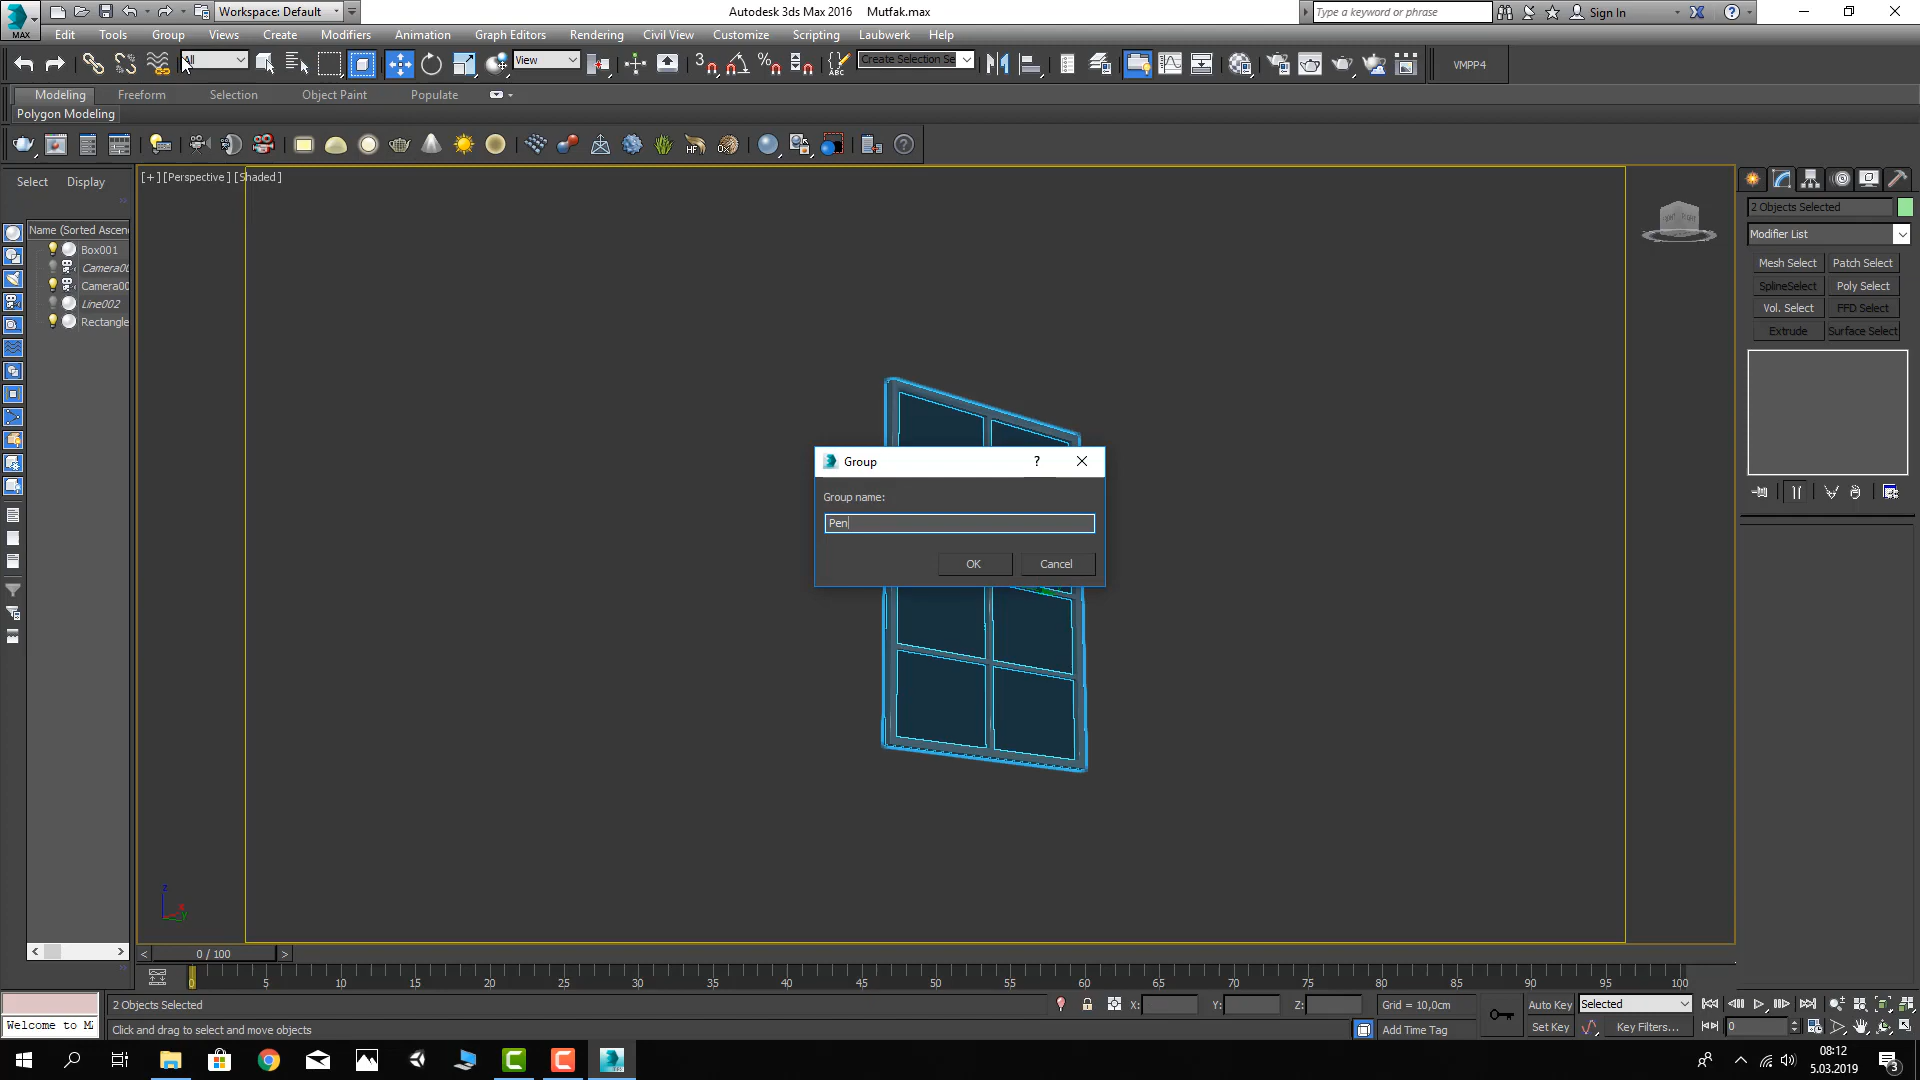 Workspace: Default
Autodesk 3ds Max 2016 Mutfak.max
Type a keyword or phrase
Sign In
MAX
Edit Tools Group Views Create Modifiers Animation Graph Editors Rendering Civil View Customize Scripting Laubwerk Help
All
View
Create Selection Se
VMPP4
Modeling Freeform Selection Object Paint Populate
Polygon Modeling
Select Display
[+] [Perspective ] [Shaded ]
2 Objects Selected
Name (Sorted Ascen
Modifier List
Box001
Camera00
Camera00
Line002
Rectangle
Mesh Select Patch Select
SplineSelect Poly Select
Vol. Select FFD Select
Extrude Surface Select
Group ?
Group name:
Pen
OK Cancel
z
x
y
0 / 100
0 5 10 15 20 25 30 35 40 45 50 55 60 65 70 75 80 85 90 95 100
2 Objects Selected
X: Y: Z: Grid = 10,0cm
Auto Key Selected
Welcome to M
Click and drag to select and move objects
Add Time Tag
Set Key Key Filters...
0
08:12
5.03.2019
3